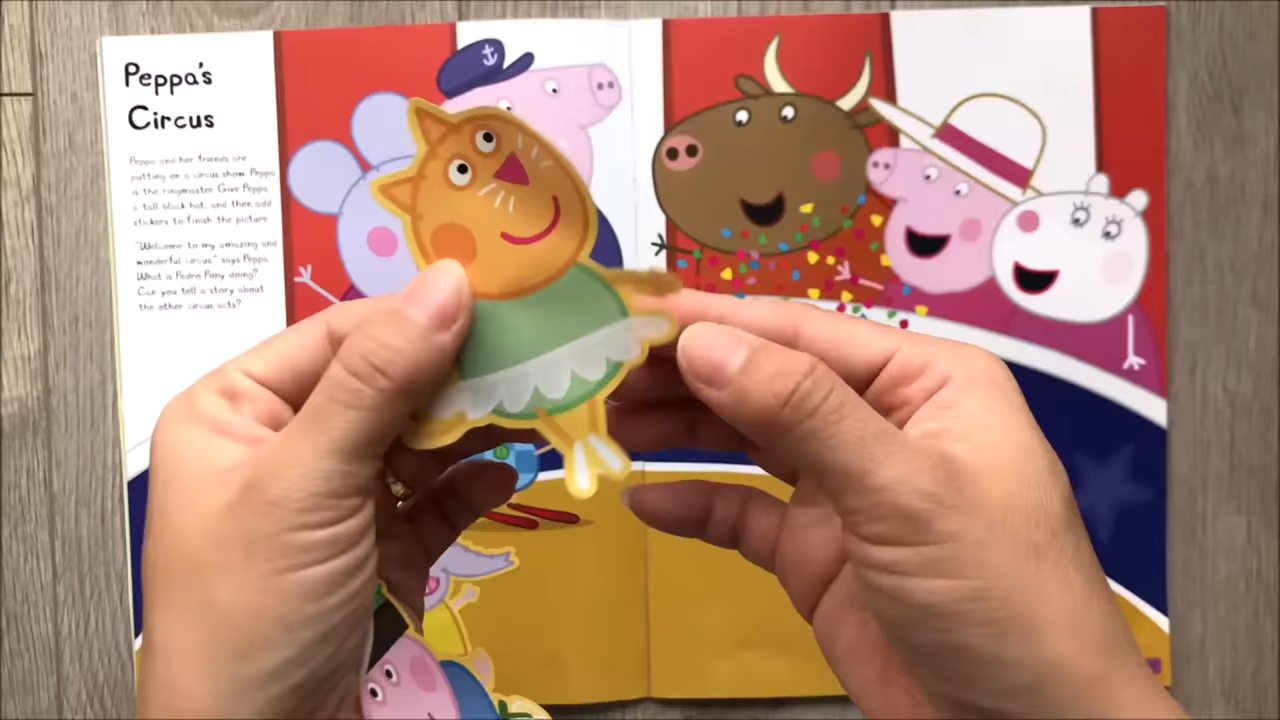 Peppa's
Circus
Peppa and her friends are
putting on a circus show. Peppa
is the ringmaster. Give Peppa
a tall black hat, and then add
stickers to finish the picture.
"Welcome to my amazing and
wonderful circus," says Peppa.
What is Pedro Pony doing?
Can you tell a story about
the other circus acts?